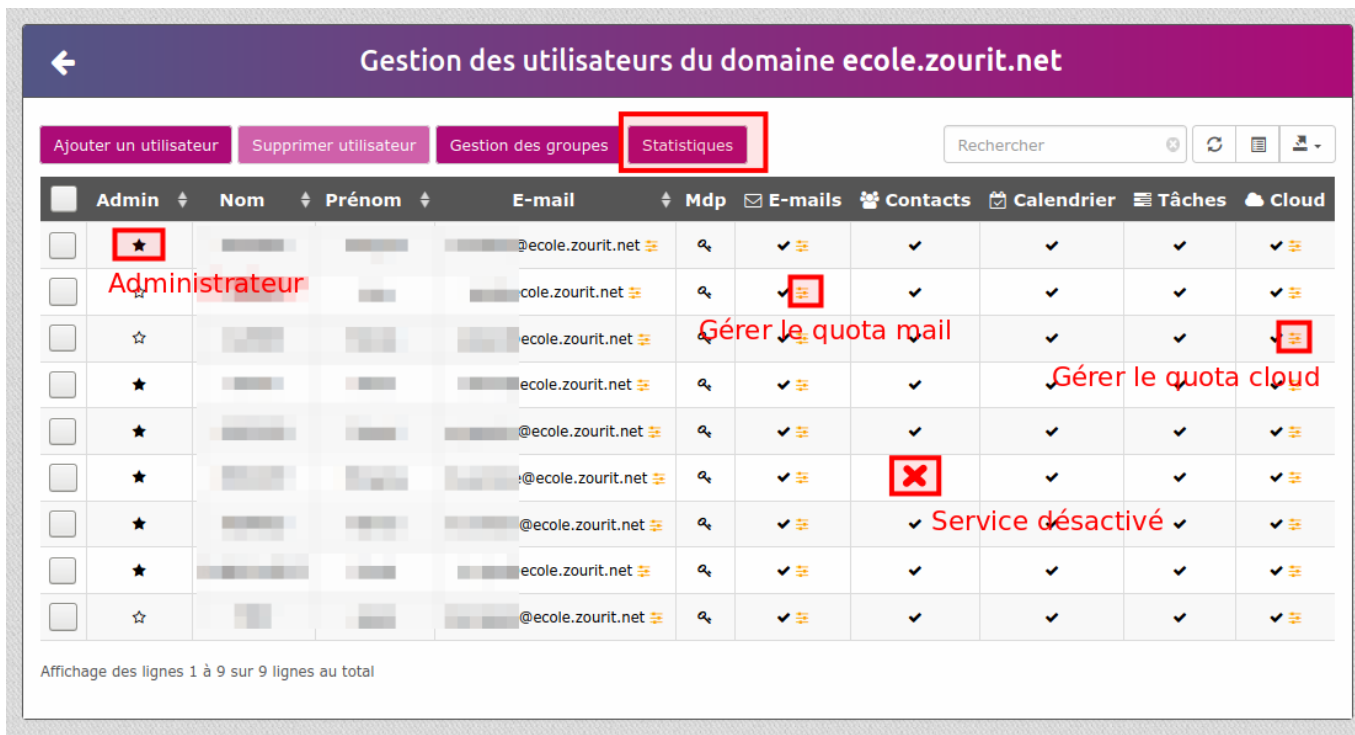 Gestion des utilisateurs du domaine ecole.zourit.net
Ajouter un utilisateur Supprimer utilisateur Gestion des groupes Statistiques Rechercher
Admin Nom Prénom E-mail Mdp E-mails Contacts Calendrier Tâches Cloud
@ecole.zourit.net
Administrateur
cole.zourit.net
Gérer le quota mail
ecole.zourit.net
Gérer le quota cloud
ecole.zourit.net
@ecole.zourit.net
@ecole.zourit.net
Service désactivé
@ecole.zourit.net
ecole.zourit.net
@ecole.zourit.net
Affichage des lignes 1 à 9 sur 9 lignes au total